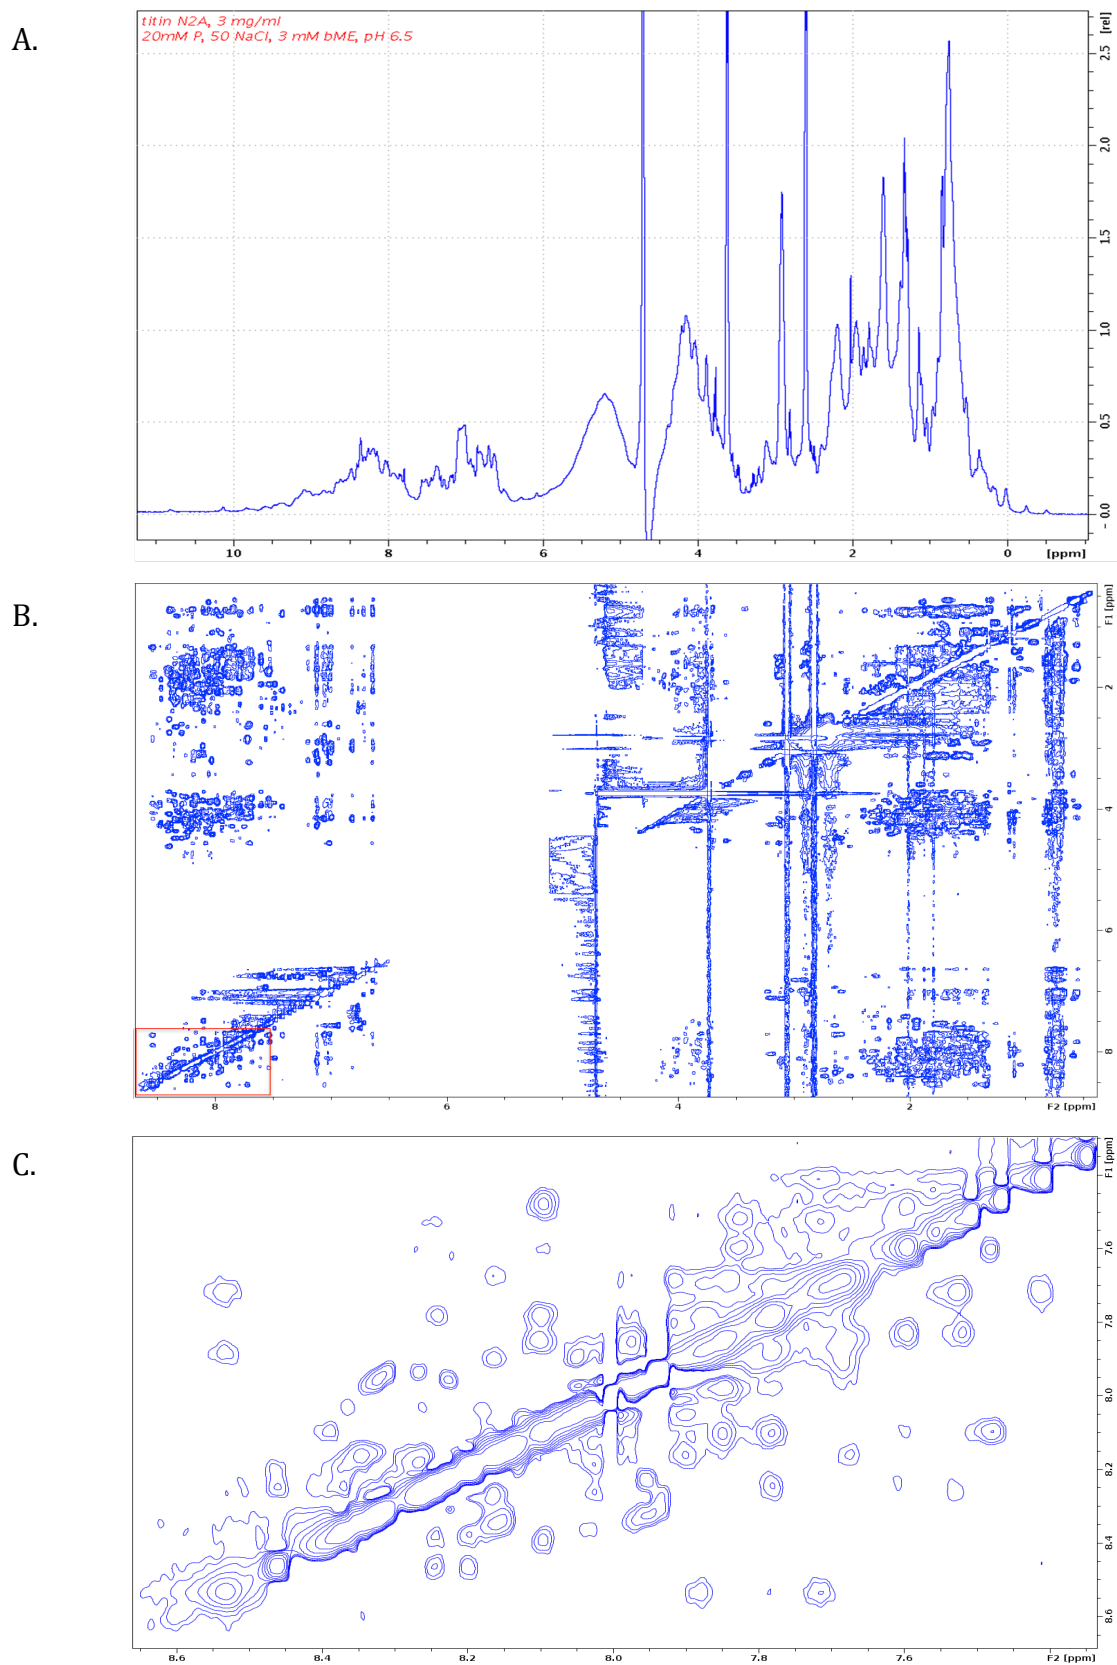 A.
titin N2A, 3 mg/ml
20mM P, 50 NaCl, 3 mM bME, pH 6.5
[rel]
2.5
2.0
1.5
1.0
0.5
0.0
10 8 6 4 2 0 [ppm]
B.
F1 [ppm]
2
4
6
8
8 6 4 2 F2 [ppm]
C.
F1 [ppm]
7.6
7.8
8.0
8.2
8.4
8.6
8.6 8.4 8.2 8.0 7.8 7.6 F2 [ppm]